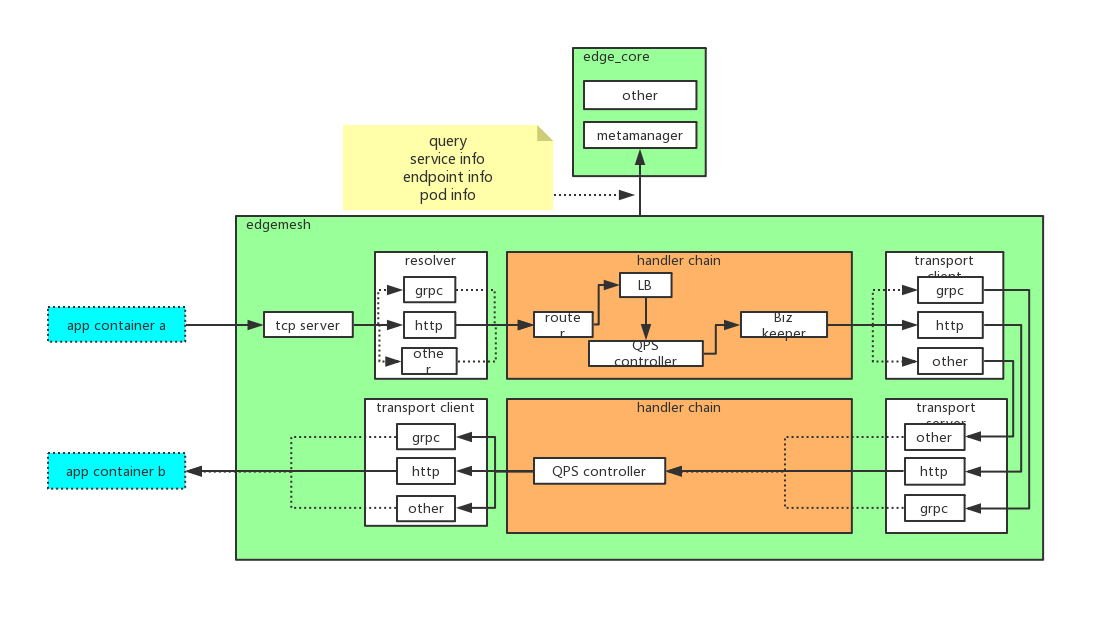 edge_core
other
metamanager
query
service info
endpoint info
pod info
edgemesh
resolver
grpc
http
othe
r
app container a
tcp server
handler chain
LB
route
r
QPS
controller
Biz
keeper
transport
client
grpc
http
other
transport client
grpc
http
other
app container b
handler chain
QPS controller
transport
server
other
http
grpc